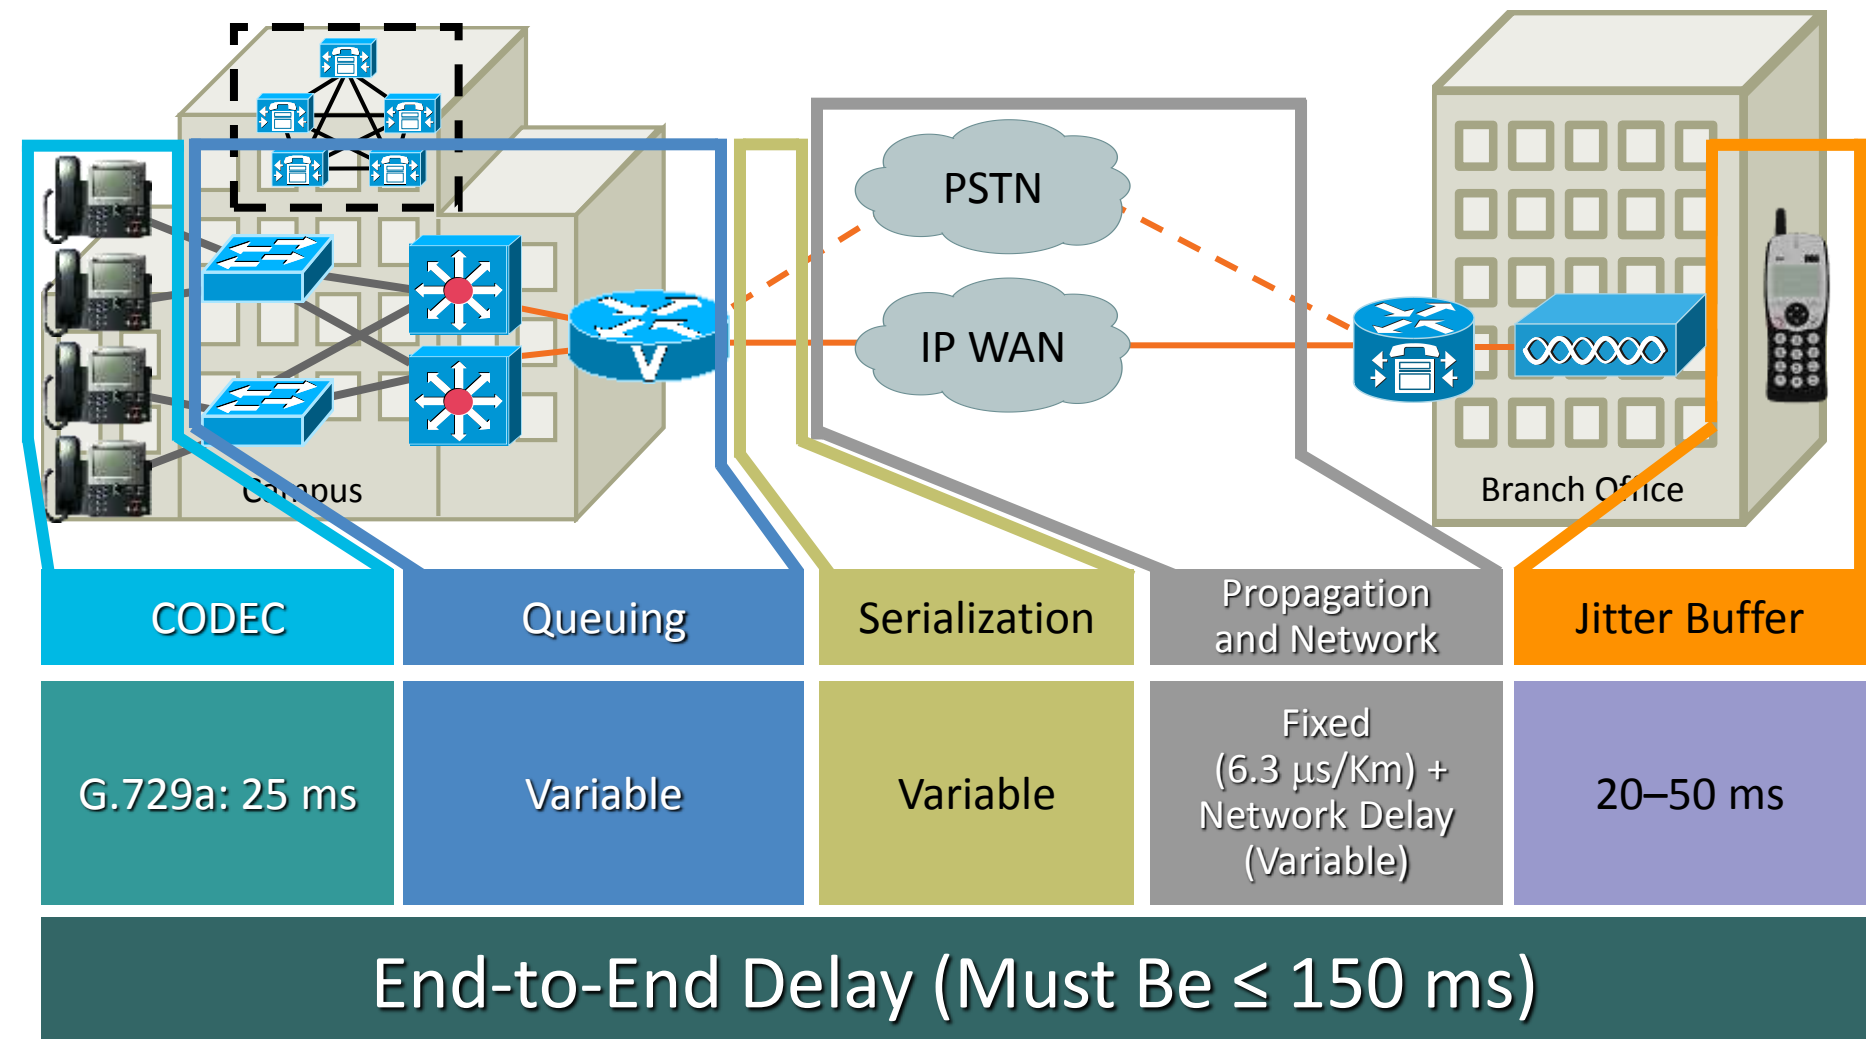 PSTN
IP WAN
V
Campus
Branch Office
CODEC
Queuing
Serialization
Propagation
and Network
Jitter Buffer
G.729a: 25 ms
Variable
Variable
Fixed
(6.3 μs/Km) +
Network Delay
(Variable)
20–50 ms
End-to-End Delay (Must Be ≤ 150 ms)